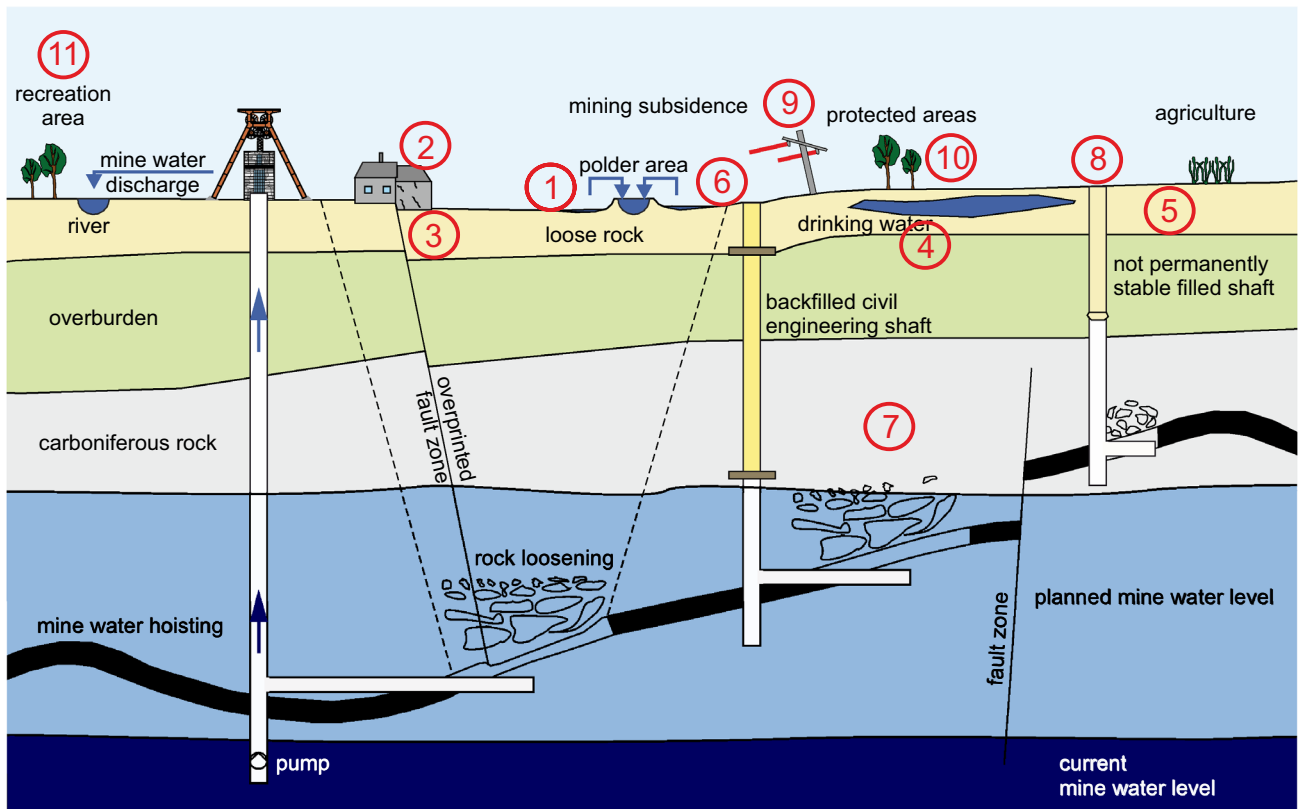 11
recreation
area
mine water
discharge
river
2
3
mining subsidence
9
polder area
1
6
loose rock
protected areas
10
agriculture
8
5
drinking water
4
not permanently
stable filled shaft
overburden
backfilled civil
engineering shaft
overprinted
fault zone
carboniferous rock
7
rock loosening
mine water hoisting
planned mine water level
fault zone
pump
current
mine water level